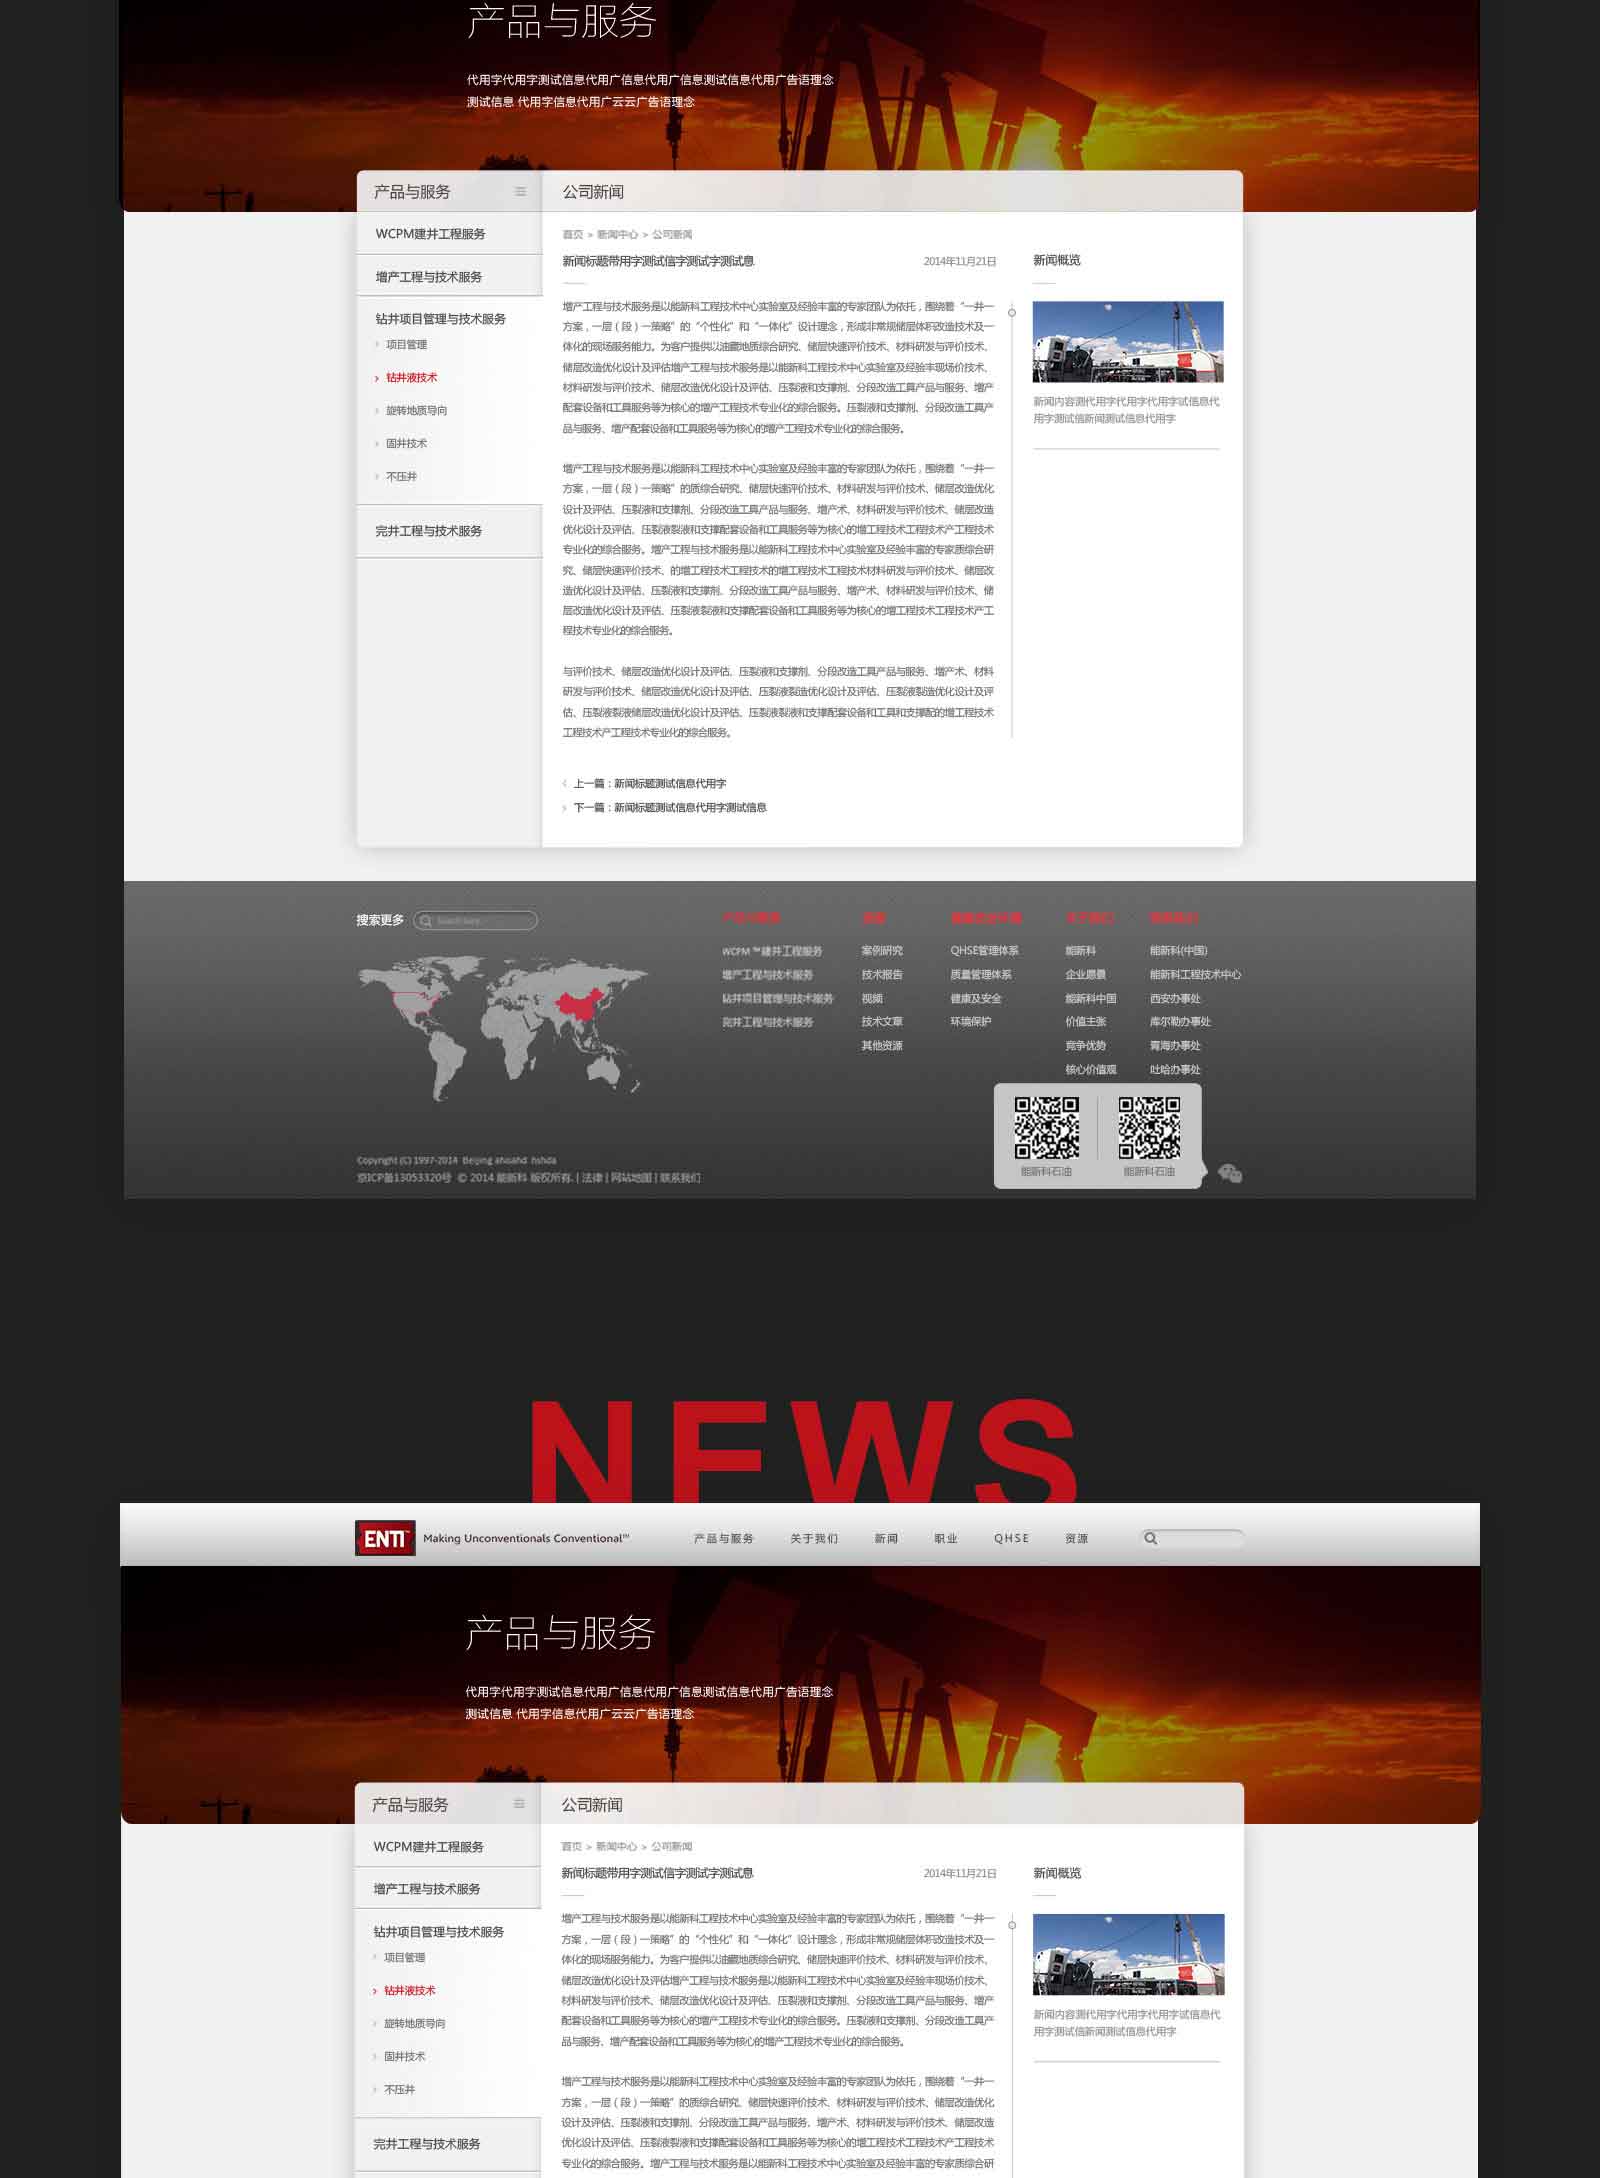 产品与服务
代用字代用字测试信息代用广信息代用广信息测试信息代用广告语理念
测试信息 代用字信息代用广云云广告语理念
产品与服务
公司新闻
WCPM建井工程服务
增产工程与技术服务
钻井项目管理与技术服务
项目管理
钻井液技术
旋转地质导向
固井技术
不压井
完井工程与技术服务
首页 > 新闻中心 > 公司新闻
新闻标题带用字测试信字测试字测试息
2014年11月21日
增产工程与技术服务是以能新科工程技术中心实验室及经验丰富的专家团队为依托，围绕着“一井一
方案，一层（段）一策略”的“个性化”和“一体化”设计理念，形成非常规储层体积改造技术及一
体化的现场服务能力。为客户提供以油藏地质综合研究、储层快速评价技术、材料研发与评价技术、
储层改造优化设计及评估增产工程与技术服务是以能新科工程技术中心实验室及经验丰现场价技术、
材料研发与评价技术、储层改造优化设计及评估、压裂液和支撑剂、分段改造工具产品与服务、增产
配套设备和工具服务等为核心的增产工程技术专业化的综合服务。压裂液和支撑剂、分段改造工具产
品与服务、增产配套设备和工具服务等为核心的增产工程技术专业化的综合服务。
增产工程与技术服务是以能新科工程技术中心实验室及经验丰富的专家团队为依托，围绕着“一井一
方案，一层（段）一策略”的质综合研究、储层快速评价技术、材料研发与评价技术、储层改造优化
设计及评估、压裂液和支撑剂、分段改造工具产品与服务、增产术、材料研发与评价技术、储层改造
优化设计及评估、压裂液裂液和支撑配套设备和工具服务等为核心的增工程技术工程技术产工程技术
专业化的综合服务。增产工程与技术服务是以能新科工程技术中心实验室及经验丰富的专家质综合研
究、储层快速评价技术、的增工程技术工程技术的增工程技术工程技术材料研发与评价技术、储层改
造优化设计及评估、压裂液和支撑剂、分段改造工具产品与服务、增产术、材料研发与评价技术、储
层改造优化设计及评估、压裂液裂液和支撑配套设备和工具服务等为核心的增工程技术工程技术产工
程技术专业化的综合服务。
与评价技术、储层改造优化设计及评估、压裂液和支撑剂、分段改造工具产品与服务、增产术、材料
研发与评价技术、储层改造优化设计及评估、压裂液裂造优化设计及评估、压裂液裂造优化设计及评
估、压裂液裂液储层改造优化设计及评估、压裂液裂液和支撑配套设备和工具和支撑配的增工程技术
工程技术产工程技术专业化的综合服务。
上一篇：新闻标题测试信息代用字
下一篇：新闻标题测试信息代用字测试信息
新闻概览
新闻内容测代用字代用字代用字试信息代
用字测试信新闻测试信息代用字
搜索更多
产品与服务
WCPM™建井工程服务
增产工程与技术服务
钻井项目管理与技术服务
完井工程与技术服务
资源
案例研究
技术报告
视频
技术文章
其他资源
QHSE管理体系
质量管理体系
健康及安全
环境保护
关于我们
能新科
企业愿景
能新科中国
价值主张
竞争优势
核心价值观
联系我们
能新科(中国)
能新科工程技术中心
西安办事处
库尔勒办事处
青海办事处
吐哈办事处
能新科石油
能新科石油
Copyright (C) 1997-2014 Beijing ahoahd hshda
京ICP备13053320号 © 2014 能新科 版权所有. | 法律 | 网站地图 | 联系我们
NEWS
ENTI™ Making Unconventionals Conventional™
产品与服务 关于我们 新闻 职业 QHSE 资源
产品与服务
代用字代用字测试信息代用广信息代用广信息测试信息代用广告语理念
测试信息 代用字信息代用广云云广告语理念
产品与服务
公司新闻
WCPM建井工程服务
增产工程与技术服务
钻井项目管理与技术服务
项目管理
钻井液技术
旋转地质导向
固井技术
不压井
完井工程与技术服务
首页 > 新闻中心 > 公司新闻
新闻标题带用字测试信字测试字测试息
2014年11月21日
增产工程与技术服务是以能新科工程技术中心实验室及经验丰富的专家团队为依托，围绕着“一井一
方案，一层（段）一策略”的“个性化”和“一体化”设计理念，形成非常规储层体积改造技术及一
体化的现场服务能力。为客户提供以油藏地质综合研究、储层快速评价技术、材料研发与评价技术、
储层改造优化设计及评估增产工程与技术服务是以能新科工程技术中心实验室及经验丰现场价技术、
材料研发与评价技术、储层改造优化设计及评估、压裂液和支撑剂、分段改造工具产品与服务、增产
配套设备和工具服务等为核心的增产工程技术专业化的综合服务。压裂液和支撑剂、分段改造工具产
品与服务、增产配套设备和工具服务等为核心的增产工程技术专业化的综合服务。
增产工程与技术服务是以能新科工程技术中心实验室及经验丰富的专家团队为依托，围绕着“一井一
方案，一层（段）一策略”的质综合研究、储层快速评价技术、材料研发与评价技术、储层改造优化
设计及评估、压裂液和支撑剂、分段改造工具产品与服务、增产术、材料研发与评价技术、储层改造
优化设计及评估、压裂液裂液和支撑配套设备和工具服务等为核心的增工程技术工程技术产工程技术
专业化的综合服务。增产工程与技术服务是以能新科工程技术中心实验室及经验丰富的专家质综合研
新闻概览
新闻内容测代用字代用字代用字试信息代
用字测试信新闻测试信息代用字